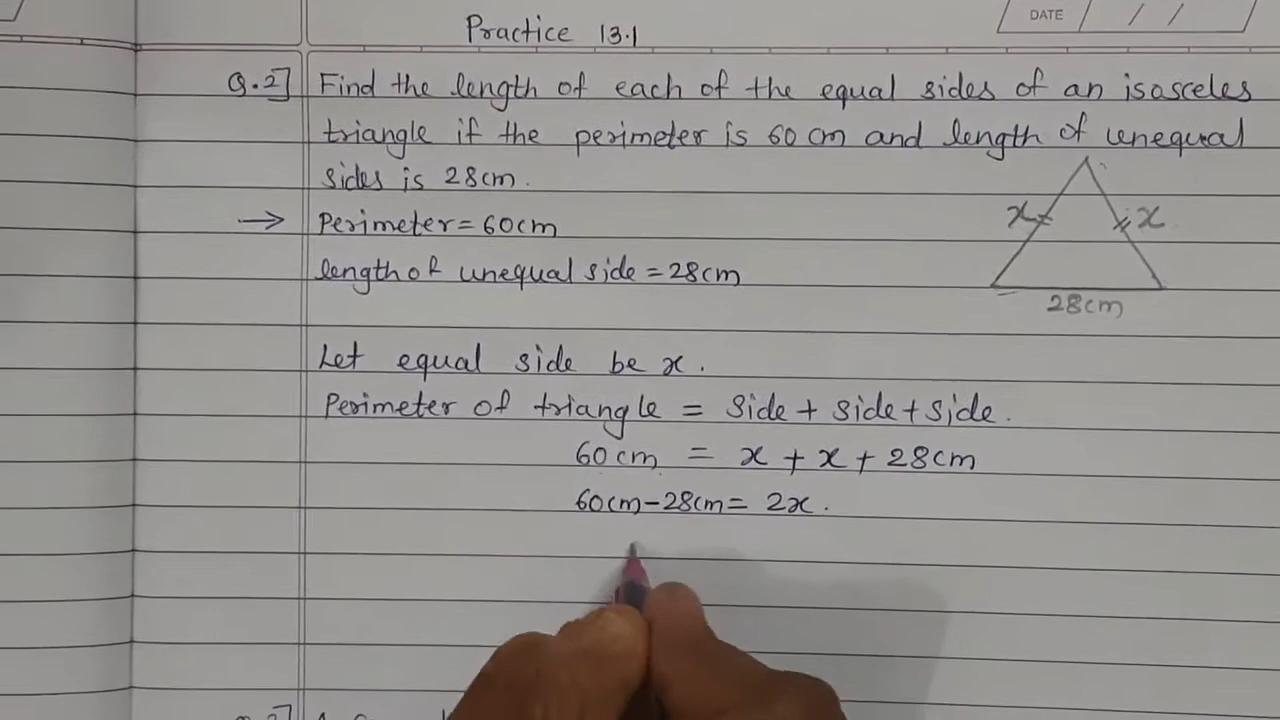 DATE / /
Practice 13.1
Q.2] Find the length of each of the equal sides of an isosceles
triangle if the perimeter is 60 cm and length of unequal
sides is 28cm.
→ Perimeter = 60cm
length of unequal side = 28cm
x x
28cm
Let equal side be x.
Perimeter of triangle = side + side + side.
60cm = x + x + 28cm
60cm - 28cm = 2x.